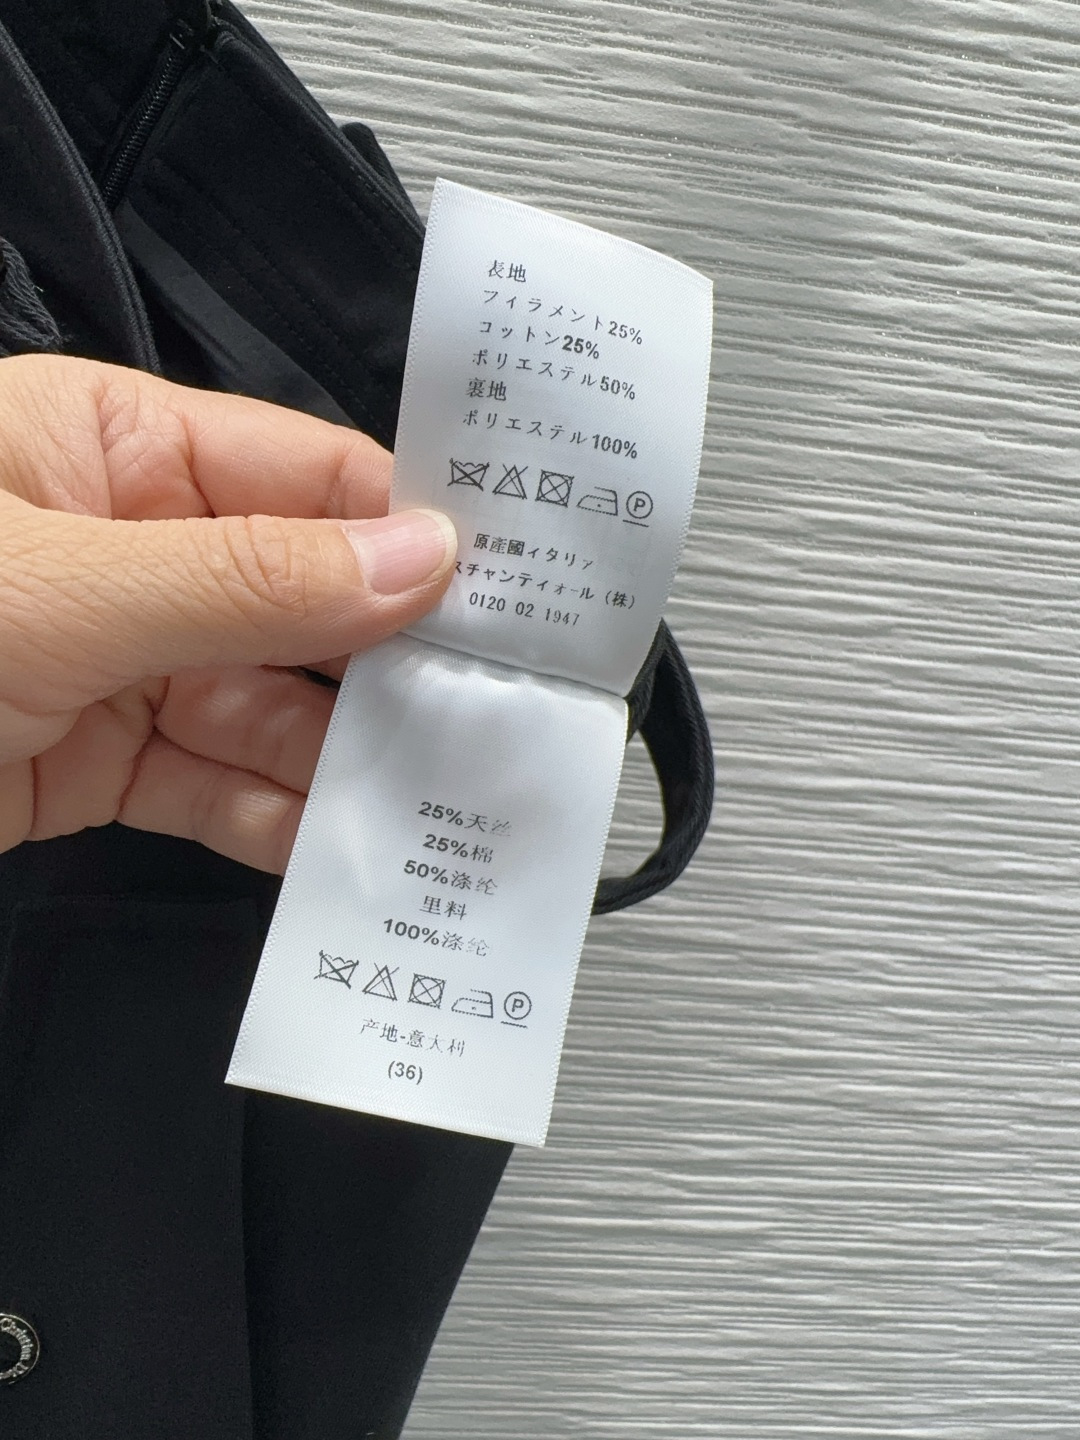 表地
フィラメント25%
コットン25%
ポリエステル50%
裏地
ポリエステル100%
P
原產國イタリア
スチャンティオール（株）
0120 02 1947
25%天丝
25%棉
50%涤纶
里料
100%涤纶
P
产地-意大利
(36)
Christian